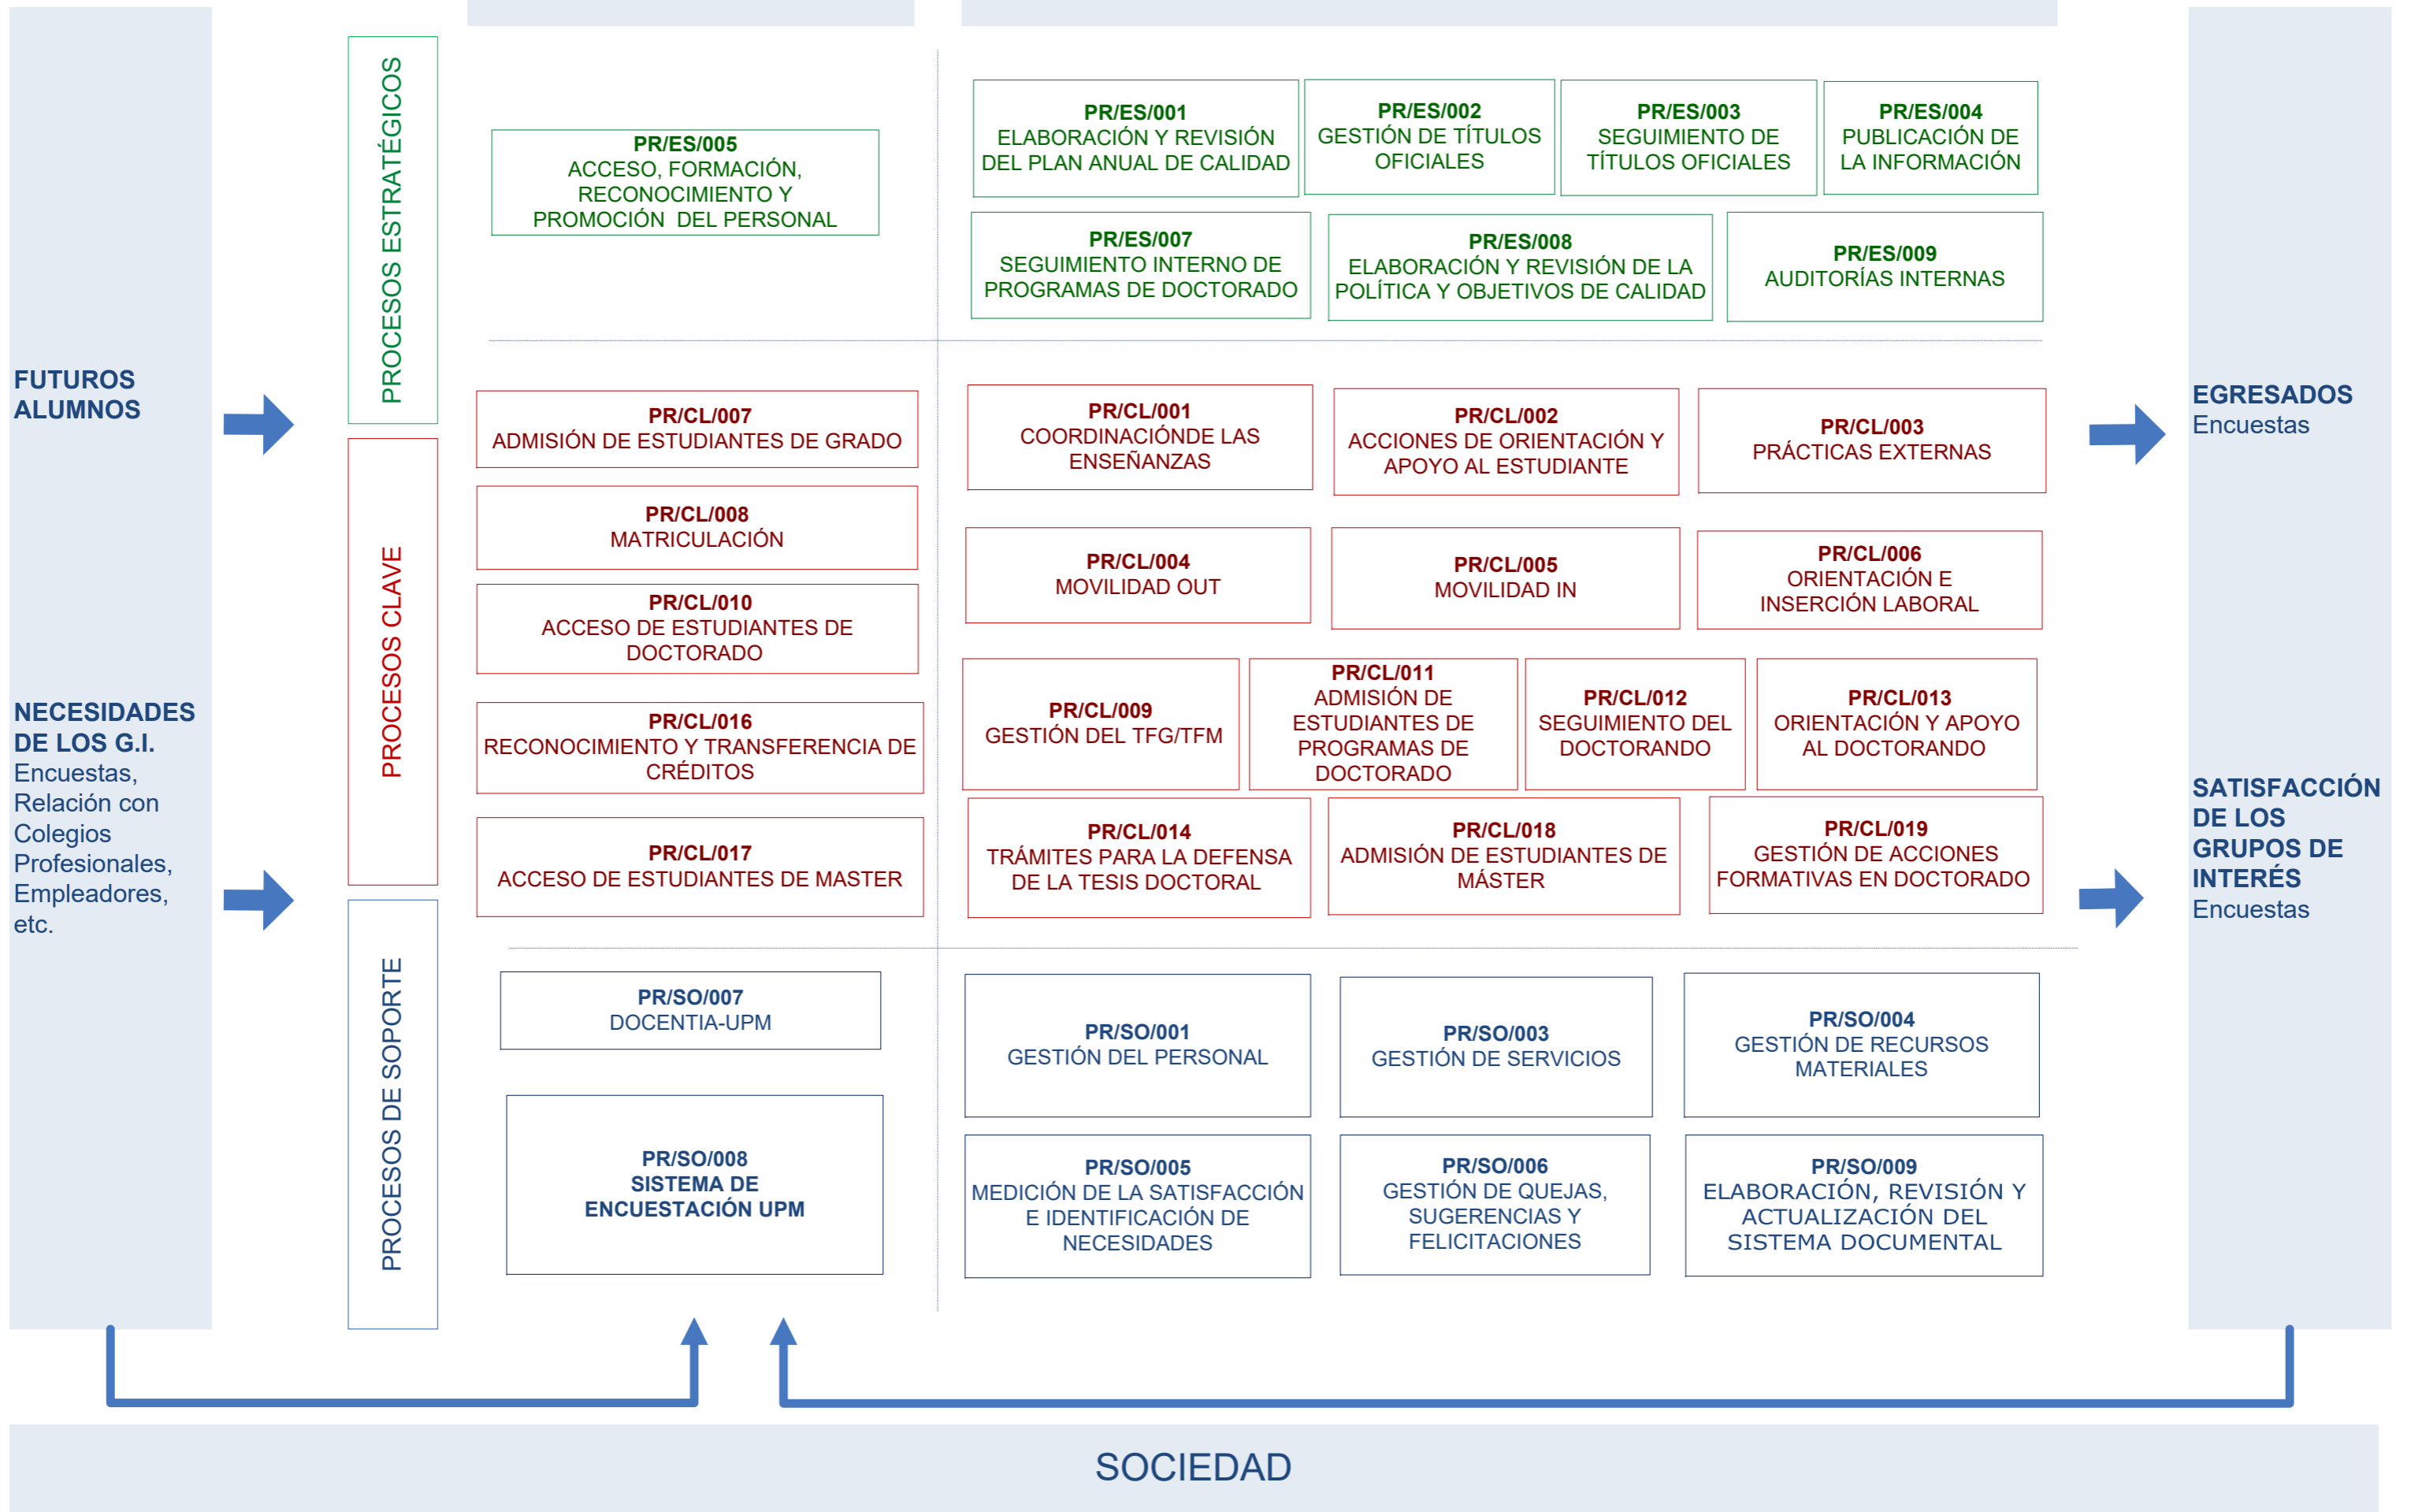 FUTUROS
ALUMNOS
NECESIDADES
DE LOS G.I.
Encuestas,
Relación con
Colegios
Profesionales,
Empleadores,
etc.
PROCESOS ESTRATÉGICOS
PR/ES/005
ACCESO, FORMACIÓN,
RECONOCIMIENTO Y
PROMOCIÓN DEL PERSONAL
PR/ES/001
ELABORACIÓN Y REVISIÓN
DEL PLAN ANUAL DE CALIDAD
PR/ES/002
GESTIÓN DE TÍTULOS
OFICIALES
PR/ES/003
SEGUIMIENTO DE
TÍTULOS OFICIALES
PR/ES/004
PUBLICACIÓN DE
LA INFORMACIÓN
PR/ES/007
SEGUIMIENTO INTERNO DE
PROGRAMAS DE DOCTORADO
PR/ES/008
ELABORACIÓN Y REVISIÓN DE LA
POLÍTICA Y OBJETIVOS DE CALIDAD
PR/ES/009
AUDITORÍAS INTERNAS
PROCESOS CLAVE
PR/CL/007
ADMISIÓN DE ESTUDIANTES DE GRADO
PR/CL/008
MATRICULACIÓN
PR/CL/010
ACCESO DE ESTUDIANTES DE
DOCTORADO
PR/CL/016
RECONOCIMIENTO Y TRANSFERENCIA DE
CRÉDITOS
PR/CL/017
ACCESO DE ESTUDIANTES DE MASTER
PR/CL/001
COORDINACIÓNDE LAS
ENSEÑANZAS
PR/CL/002
ACCIONES DE ORIENTACIÓN Y
APOYO AL ESTUDIANTE
PR/CL/003
PRÁCTICAS EXTERNAS
PR/CL/004
MOVILIDAD OUT
PR/CL/005
MOVILIDAD IN
PR/CL/006
ORIENTACIÓN E
INSERCIÓN LABORAL
PR/CL/009
GESTIÓN DEL TFG/TFM
PR/CL/011
ADMISIÓN DE
ESTUDIANTES DE
PROGRAMAS DE
DOCTORADO
PR/CL/012
SEGUIMIENTO DEL
DOCTORANDO
PR/CL/013
ORIENTACIÓN Y APOYO
AL DOCTORANDO
PR/CL/014
TRÁMITES PARA LA DEFENSA
DE LA TESIS DOCTORAL
PR/CL/018
ADMISIÓN DE ESTUDIANTES DE
MÁSTER
PR/CL/019
GESTIÓN DE ACCIONES
FORMATIVAS EN DOCTORADO
PROCESOS DE SOPORTE
PR/SO/007
DOCENTIA-UPM
PR/SO/008
SISTEMA DE
ENCUESTACIÓN UPM
PR/SO/001
GESTIÓN DEL PERSONAL
PR/SO/003
GESTIÓN DE SERVICIOS
PR/SO/004
GESTIÓN DE RECURSOS
MATERIALES
PR/SO/005
MEDICIÓN DE LA SATISFACCIÓN
E IDENTIFICACIÓN DE
NECESIDADES
PR/SO/006
GESTIÓN DE QUEJAS,
SUGERENCIAS Y
FELICITACIONES
PR/SO/009
ELABORACIÓN, REVISIÓN Y
ACTUALIZACIÓN DEL
SISTEMA DOCUMENTAL
EGRESADOS
Encuestas
SATISFACCIÓN
DE LOS
GRUPOS DE
INTERÉS
Encuestas
SOCIEDAD